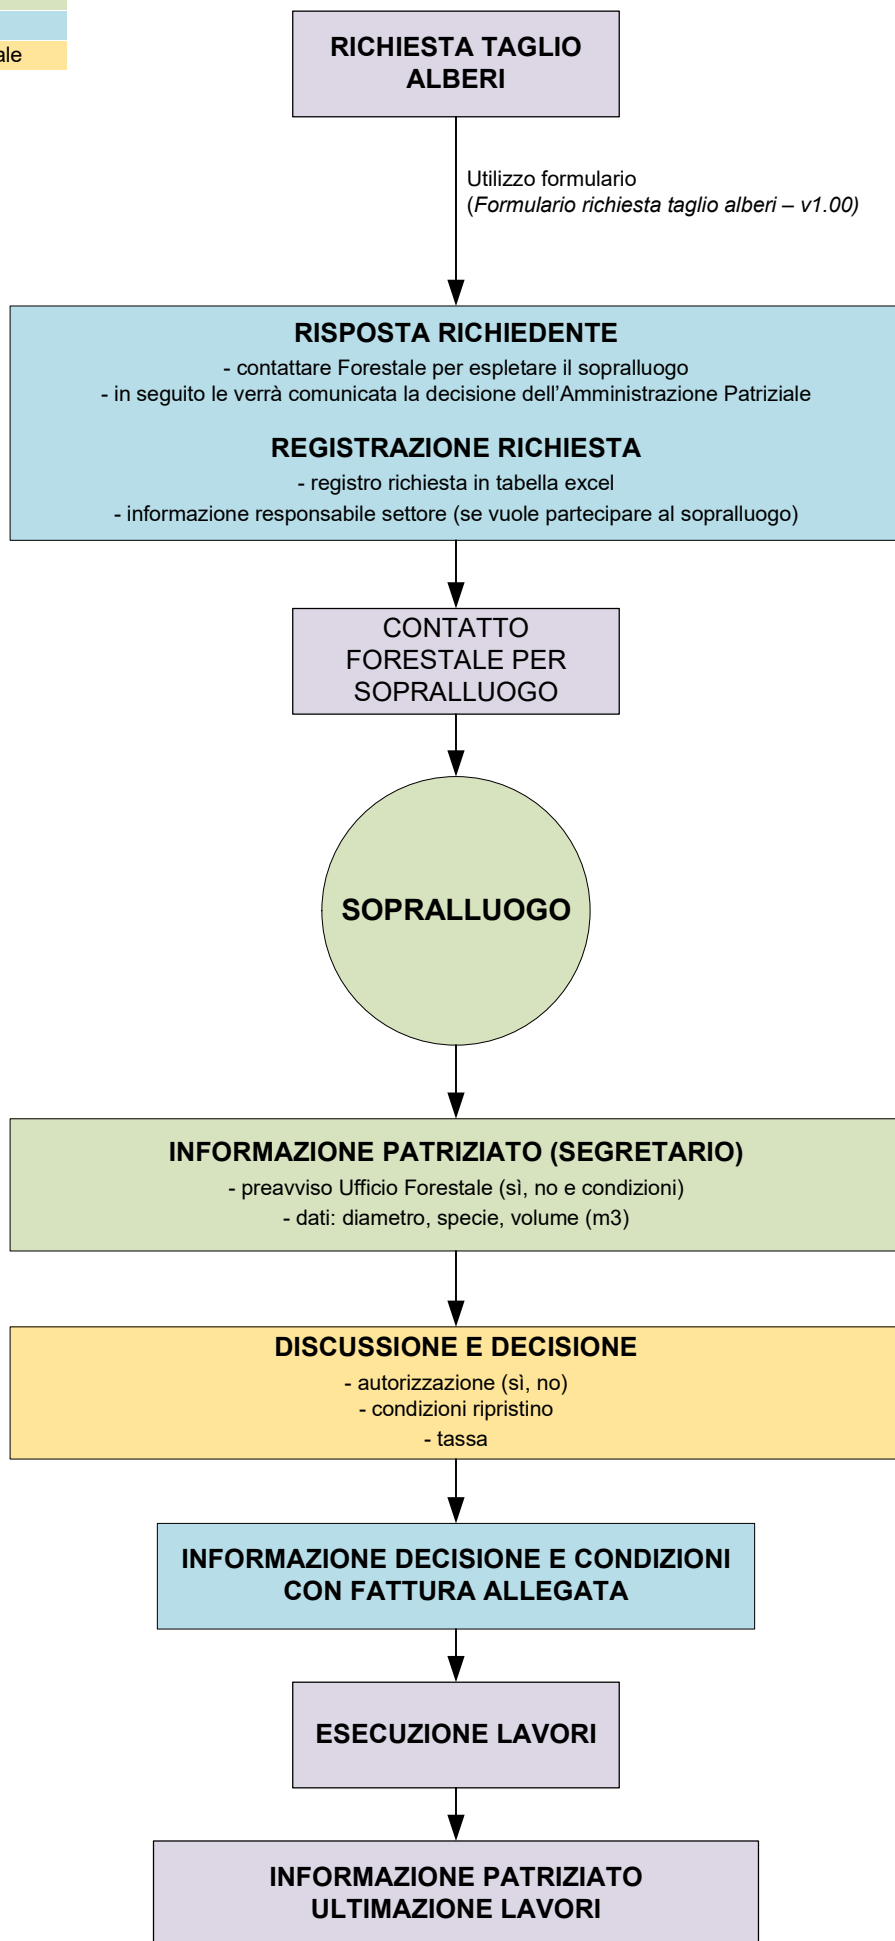 RICHIESTA TAGLIO
ALBERI
Utilizzo formulario
(Formulario richiesta taglio alberi – v1.00)
RISPOSTA RICHIEDENTE
- contattare Forestale per espletare il sopralluogo
- in seguito le verrà comunicata la decisione dell'Amministrazione Patriziale
REGISTRAZIONE RICHIESTA
- registro richiesta in tabella excel
- informazione responsabile settore (se vuole partecipare al sopralluogo)
CONTATTO
FORESTALE PER
SOPRALLUOGO
SOPRALLUOGO
INFORMAZIONE PATRIZIATO (SEGRETARIO)
- preavviso Ufficio Forestale (sì, no e condizioni)
- dati: diametro, specie, volume (m3)
DISCUSSIONE E DECISIONE
- autorizzazione (sì, no)
- condizioni ripristino
- tassa
INFORMAZIONE DECISIONE E CONDIZIONI
CON FATTURA ALLEGATA
ESECUZIONE LAVORI
INFORMAZIONE PATRIZIATO
ULTIMAZIONE LAVORI